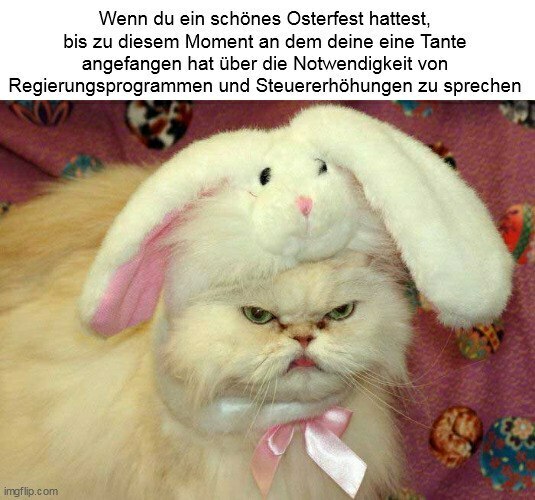 Wenn du ein schönes Osterfest hattest,
bis zu diesem Moment an dem deine eine Tante
angefangen hat über die Notwendigkeit von
Regierungsprogrammen und Steuererhöhungen zu sprechen
imgflip.com